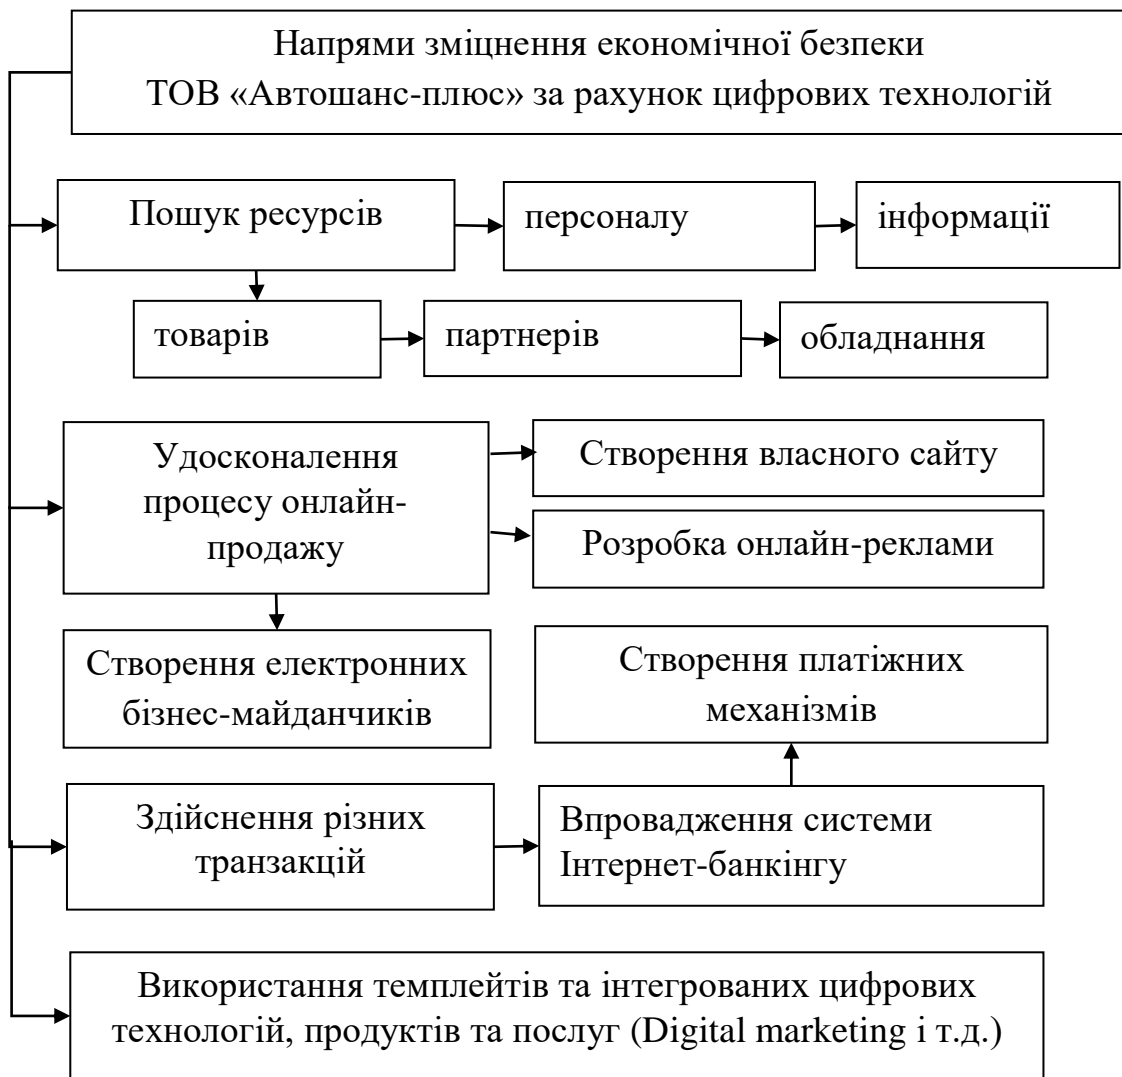 Напрями зміцнення економічної безпеки
ТОВ «Автошанс-плюс» за рахунок цифрових технологій
Пошук ресурсів
персоналу
інформації
товарів
партнерів
обладнання
Удосконалення
процесу онлайн-
продажу
Створення власного сайту
Розробка онлайн-реклами
Створення електронних
бізнес-майданчиків
Створення платіжних
механізмів
Здійснення різних
транзакцій
Впровадження системи
Інтернет-банкінгу
Використання темплейтів та інтегрованих цифрових
технологій, продуктів та послуг (Digital marketing і т.д.)